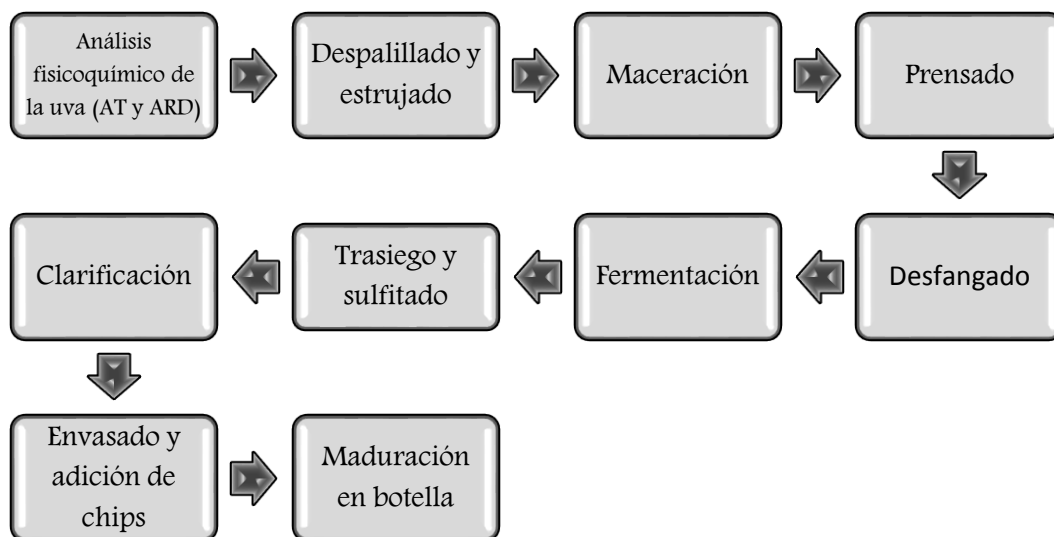 Análisis
fisicoquímico de
la uva (AT y ARD)
Despalillado y
estrujado
Maceración
Prensado
Desfangado
Fermentación
Trasiego y
sulfitado
Clarificación
Envasado y
adición de
chips
Maduración
en botella